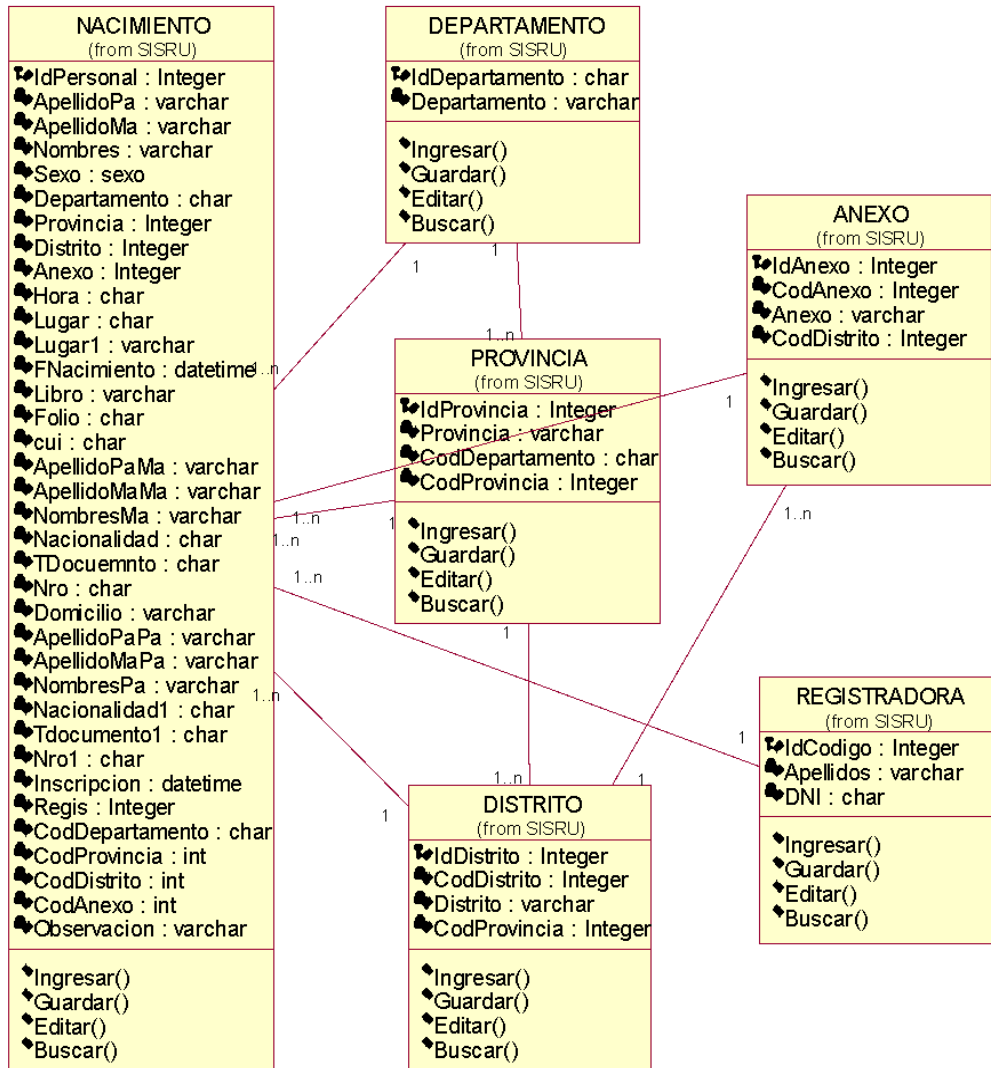 NACIMIENTO
(from SISRU)
IdPersonal : Integer
ApellidoPa : varchar
ApellidoMa : varchar
Nombres : varchar
Sexo : sexo
Departamento : char
Provincia : Integer
Distrito : Integer
Anexo : Integer
Hora : char
Lugar : char
Lugar1 : varchar
FNacimiento : datetime
Libro : varchar
Folio : char
cui : char
ApellidoPaMa : varchar
ApellidoMaMa : varchar
NombresMa : varchar
Nacionalidad : char
TDocuemnto : char
Nro : char
Domicilio : varchar
ApellidoPaPa : varchar
ApellidoMaPa : varchar
NombresPa : varchar
Nacionalidad1 : char
Tdocumento1 : char
Nro1 : char
Inscripcion : datetime
Regis : Integer
CodDepartamento : char
CodProvincia : int
CodDistrito : int
CodAnexo : int
Observacion : varchar
Ingresar()
Guardar()
Editar()
Buscar()
DEPARTAMENTO
(from SISRU)
IdDepartamento : char
Departamento : varchar
Ingresar()
Guardar()
Editar()
Buscar()
1
1
1..n
1..n
PROVINCIA
(from SISRU)
IdProvincia : Integer
Provincia : varchar
CodDepartamento : char
CodProvincia : Integer
Ingresar()
Guardar()
Editar()
Buscar()
1..n
1
1..n
1..n
1
1..n
1
1..n
1
DISTRITO
(from SISRU)
IdDistrito : Integer
CodDistrito : Integer
Distrito : varchar
CodProvincia : Integer
Ingresar()
Guardar()
Editar()
Buscar()
ANEXO
(from SISRU)
IdAnexo : Integer
CodAnexo : Integer
Anexo : varchar
CodDistrito : Integer
Ingresar()
Guardar()
Editar()
Buscar()
1
1..n
1
REGISTRADORA
(from SISRU)
IdCodigo : Integer
Apellidos : varchar
DNI : char
Ingresar()
Guardar()
Editar()
Buscar()